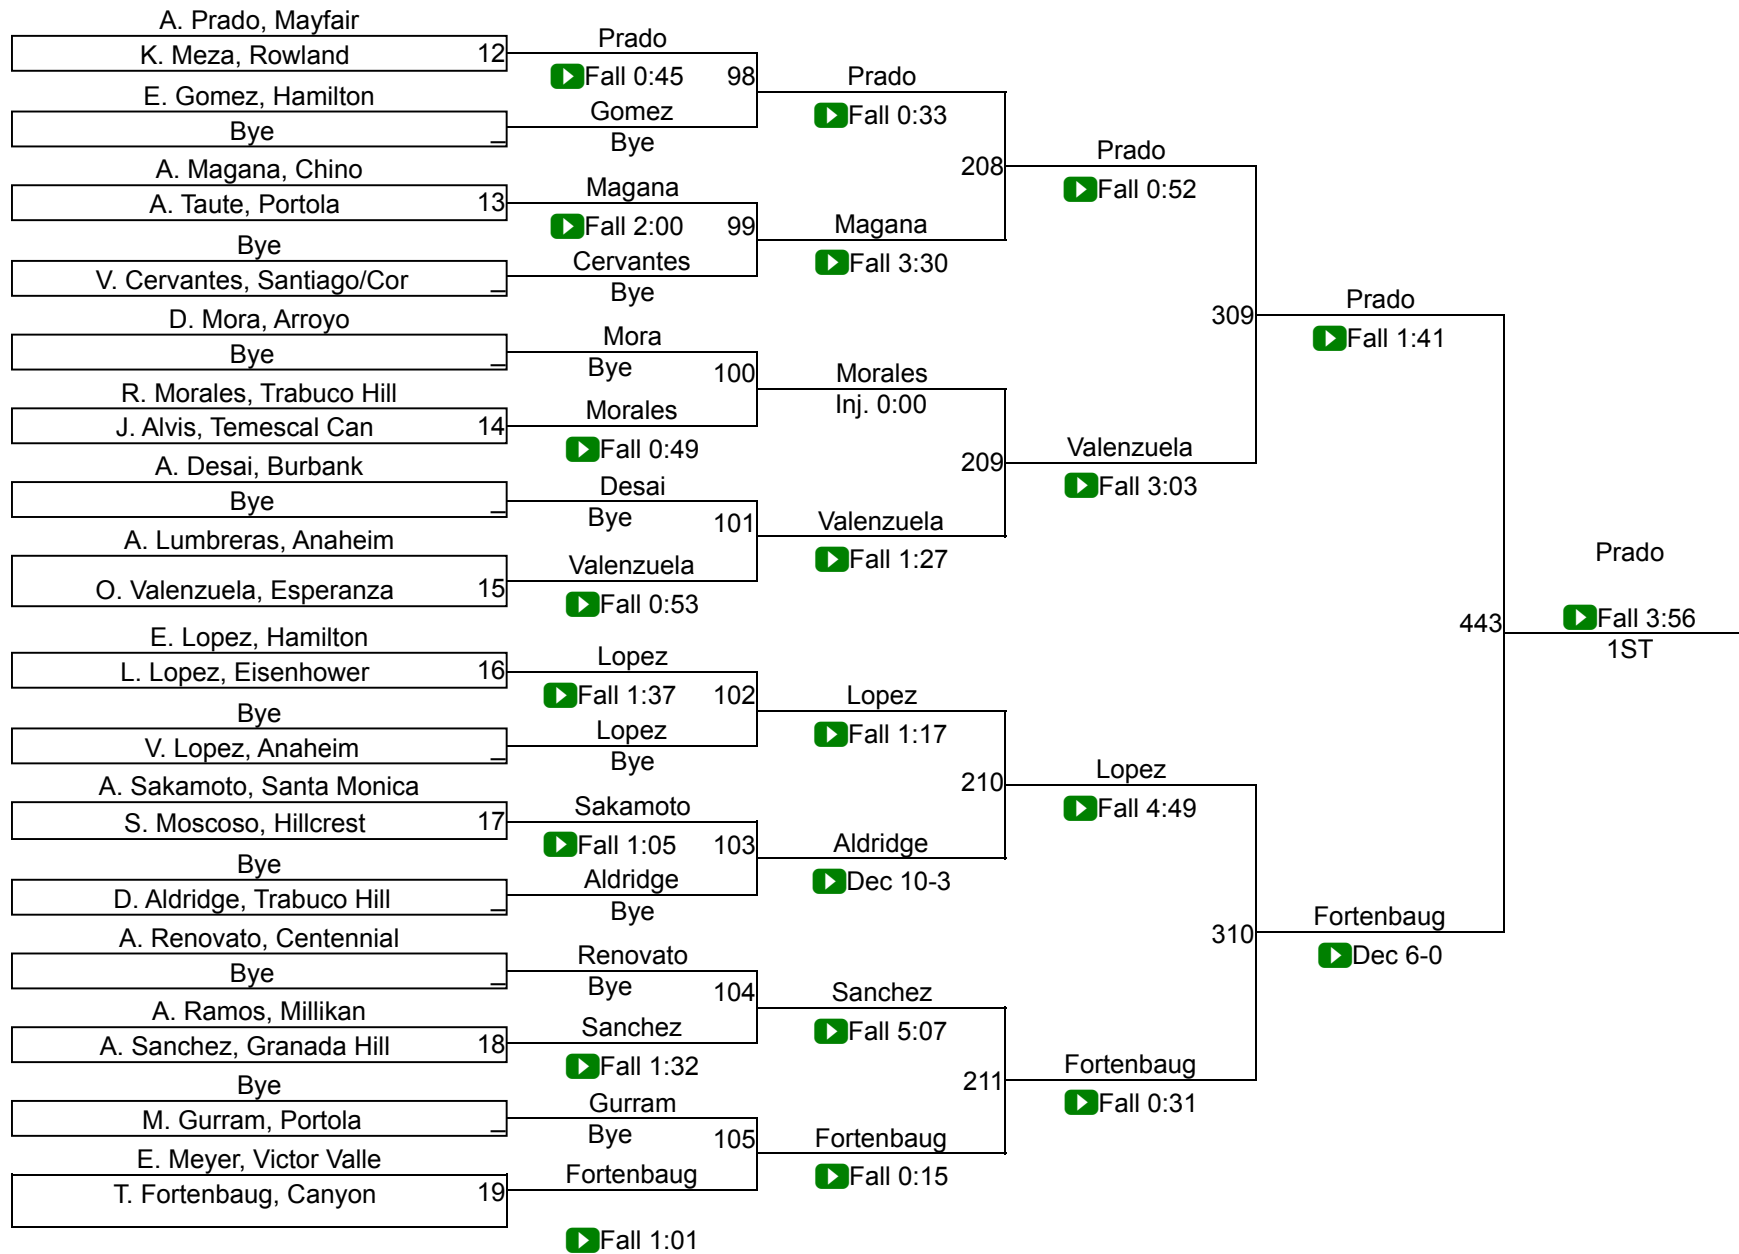 A. Prado, Mayfair
K. Meza, Rowland 12
E. Gomez, Hamilton
Bye _
A. Magana, Chino
A. Taute, Portola 13
Bye
V. Cervantes, Santiago/Cor _
D. Mora, Arroyo
Bye _
R. Morales, Trabuco Hill
J. Alvis, Temescal Can 14
A. Desai, Burbank
Bye _
A. Lumbreras, Anaheim
O. Valenzuela, Esperanza 15
E. Lopez, Hamilton
L. Lopez, Eisenhower 16
Bye
V. Lopez, Anaheim _
A. Sakamoto, Santa Monica
S. Moscoso, Hillcrest 17
Bye
D. Aldridge, Trabuco Hill _
A. Renovato, Centennial
Bye _
A. Ramos, Millikan
A. Sanchez, Granada Hill 18
Bye
M. Gurram, Portola _
E. Meyer, Victor Valle
T. Fortenbaug, Canyon 19
Prado
Fall 0:45 98
Gomez
Bye
Magana
Fall 2:00 99
Cervantes
Bye
Mora
Bye 100
Morales
Fall 0:49
Desai
Bye 101
Valenzuela
Fall 0:53
Lopez
Fall 1:37 102
Lopez
Bye
Sakamoto
Fall 1:05 103
Aldridge
Bye
Renovato
Bye 104
Sanchez
Fall 1:32
Gurram
Bye 105
Fortenbaug
Fall 1:01
Prado
Fall 0:33
208
Magana
Fall 3:30
Morales
Inj. 0:00
209
Valenzuela
Fall 1:27
Lopez
Fall 1:17
210
Aldridge
Dec 10-3
Sanchez
Fall 5:07
211
Fortenbaug
Fall 0:15
Prado
Fall 0:52
309
Valenzuela
Fall 3:03
Lopez
Fall 4:49
310
Fortenbaug
Fall 0:31
Prado
Fall 1:41
443
Fortenbaug
Dec 6-0
Prado
Fall 3:56
1ST